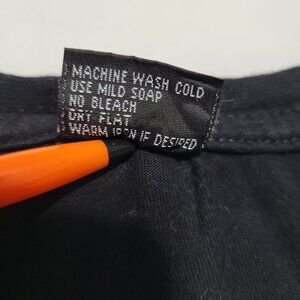 MACHINE WASH COLD
USE MILD SOAP
NO BLEACH
DRY FLAT
WARM IRON IF DESIRED